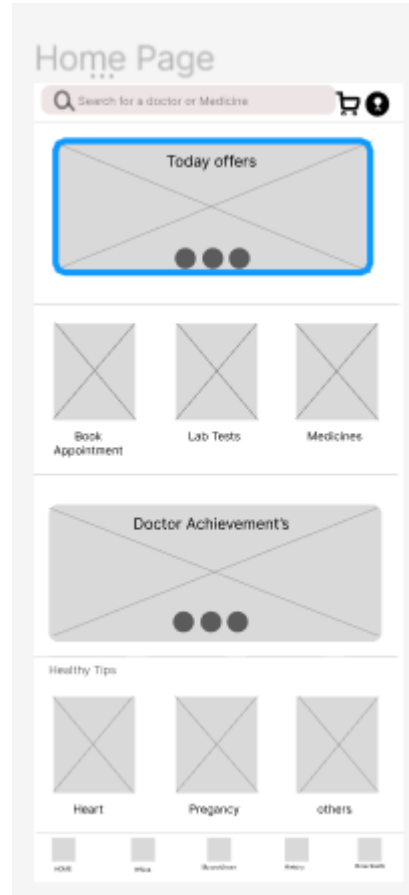 Home Page
Search for a doctor or Medicine
Today offers
Book
Appointment
Lab Tests
Medicines
Doctor Achievement's
Healthy Tips
Heart
Pregancy
others
HOME